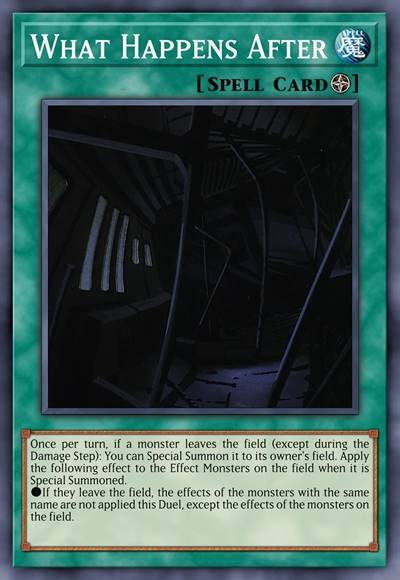 What Happens After
魔
[Spell Card]
Once per turn, if a monster leaves the field (except during the
Damage Step): You can Special Summon it to its owner's field. Apply
the following effect to the Effect Monsters on the field when it is
Special Summoned.
●If they leave the field, the effects of the monsters with the same
name are not applied this Duel, except the effects of the monsters on
the field.